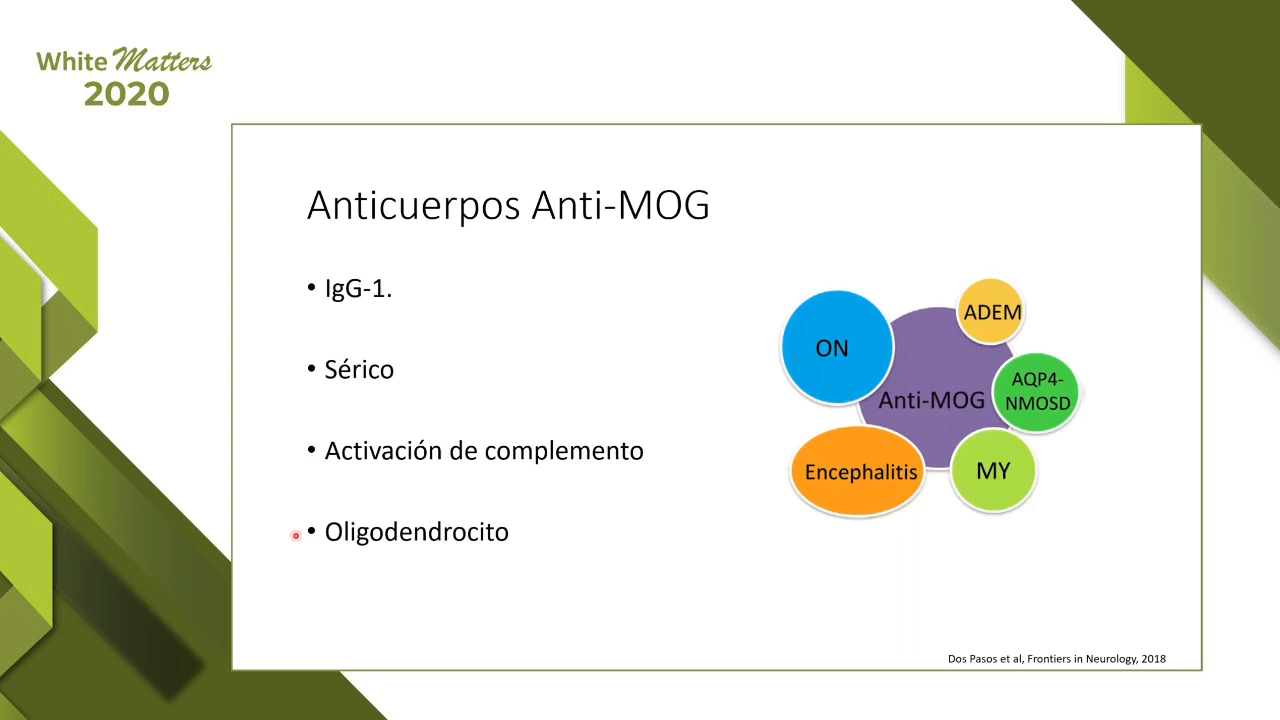 White Matters
2020
Anticuerpos Anti-MOG
• IgG-1.
• Sérico
• Activación de complemento
• Oligodendrocito
ON
ADEM
Anti-MOG
AQP4-
NMOSD
Encephalitis
MY
Dos Pasos et al, Frontiers in Neurology, 2018